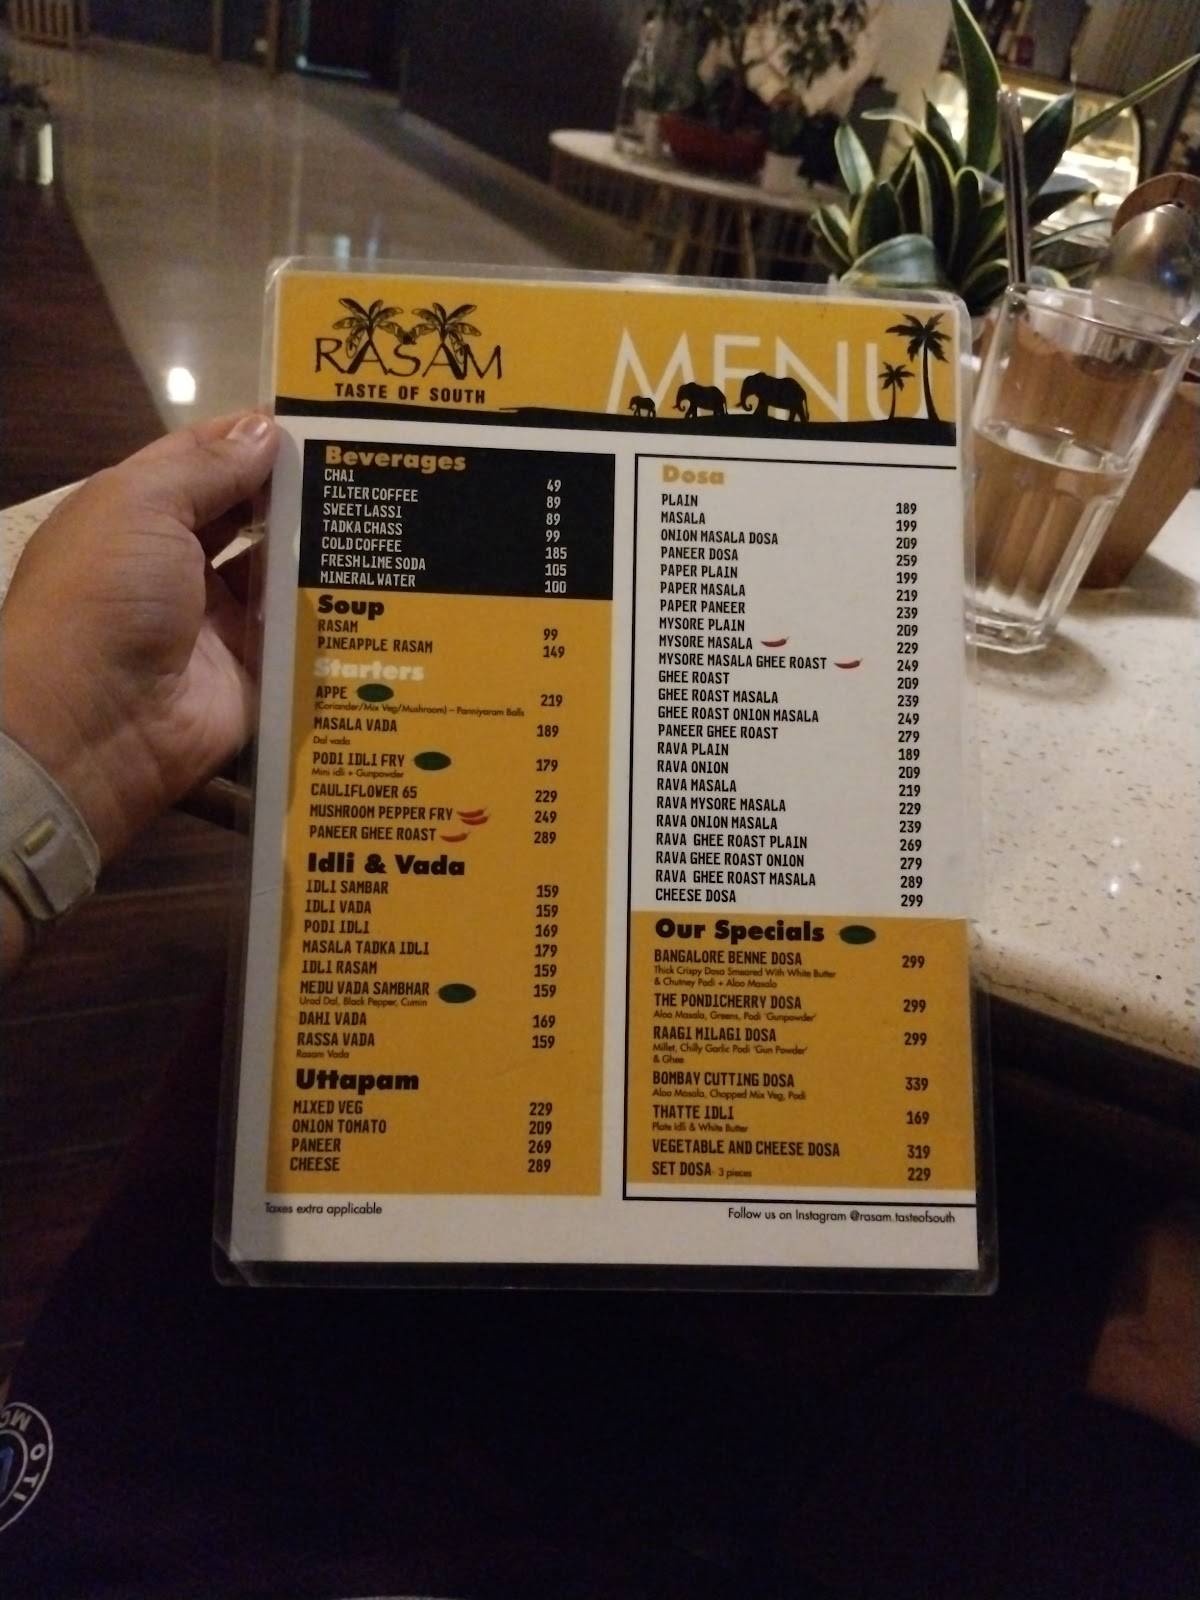 RASAM
TASTE OF SOUTH
MENU
Beverages
CHAI 49
FILTER COFFEE 89
SWEET LASSI 89
TADKA CHASS 99
COLD COFFEE 185
FRESH LIME SODA 105
MINERAL WATER 100
Soup
RASAM 99
PINEAPPLE RASAM 149
Starters
APPE 219
(Coriander/Mix Veg/Mushroom) – Panniyaram Balls
MASALA VADA 189
Dal vada
PODI IDLI FRY 179
Mini idli + Gunpowder
CAULIFLOWER 65 229
MUSHROOM PEPPER FRY 249
PANEER GHEE ROAST 289
Idli & Vada
IDLI SAMBAR 159
IDLI VADA 159
PODI IDLI 169
MASALA TADKA IDLI 179
IDLI RASAM 159
MEDU VADA SAMBHAR 159
Urad Dal, Black Pepper, Cumin
DAHI VADA 169
RASSA VADA 159
Rasam Vada
Uttapam
MIXED VEG 229
ONION TOMATO 209
PANEER 269
CHEESE 289
Taxes extra applicable
Dosa
PLAIN 189
MASALA 199
ONION MASALA DOSA 209
PANEER DOSA 259
PAPER PLAIN 199
PAPER MASALA 219
PAPER PANEER 239
MYSORE PLAIN 209
MYSORE MASALA 229
MYSORE MASALA GHEE ROAST 249
GHEE ROAST 209
GHEE ROAST MASALA 239
GHEE ROAST ONION MASALA 249
PANEER GHEE ROAST 279
RAVA PLAIN 189
RAVA ONION 209
RAVA MASALA 219
RAVA MYSORE MASALA 229
RAVA ONION MASALA 239
RAVA GHEE ROAST PLAIN 269
RAVA GHEE ROAST ONION 279
RAVA GHEE ROAST MASALA 289
CHEESE DOSA 299
Our Specials
BANGALORE BENNE DOSA 299
Thick Crispy Dosa Smeared With White Butter
& Chutney Podi + Aloo Masala
THE PONDICHERRY DOSA 299
Aloo Masala, Greens, Podi 'Gunpowder'
RAAGI MILAGI DOSA 299
Millet, Chilly Garlic Podi 'Gun Powder'
& Ghee
BOMBAY CUTTING DOSA 339
Aloo Masala, Chopped Mix Veg, Podi
THATTE IDLI 169
Plate Idli & White Butter
VEGETABLE AND CHEESE DOSA 319
SET DOSA - 3 pieces 229
Follow us on Instagram @rasam.tasteofsouth